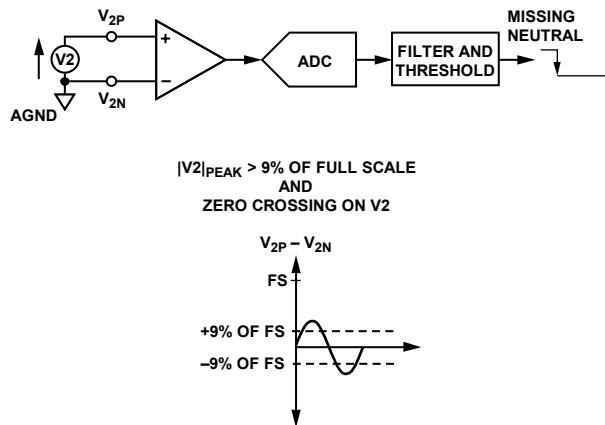 V2P
V2
V2N
AGND
+
−
ADC
FILTER AND
THRESHOLD
MISSING
NEUTRAL
|V2|PEAK > 9% OF FULL SCALE
AND
ZERO CROSSING ON V2
V2P – V2N
FS
+9% OF FS
–9% OF FS